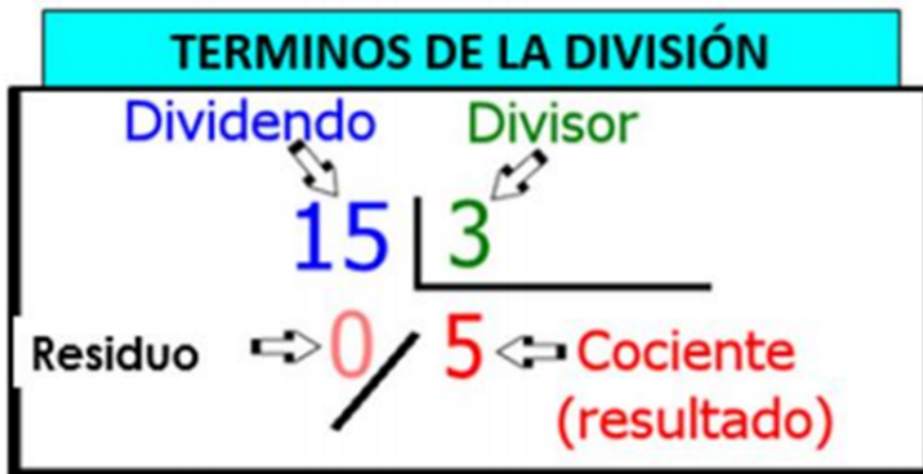 TERMINOS DE LA DIVISIÓN
Dividendo Divisor
15 3
Residuo 0 5 Cociente
(resultado)